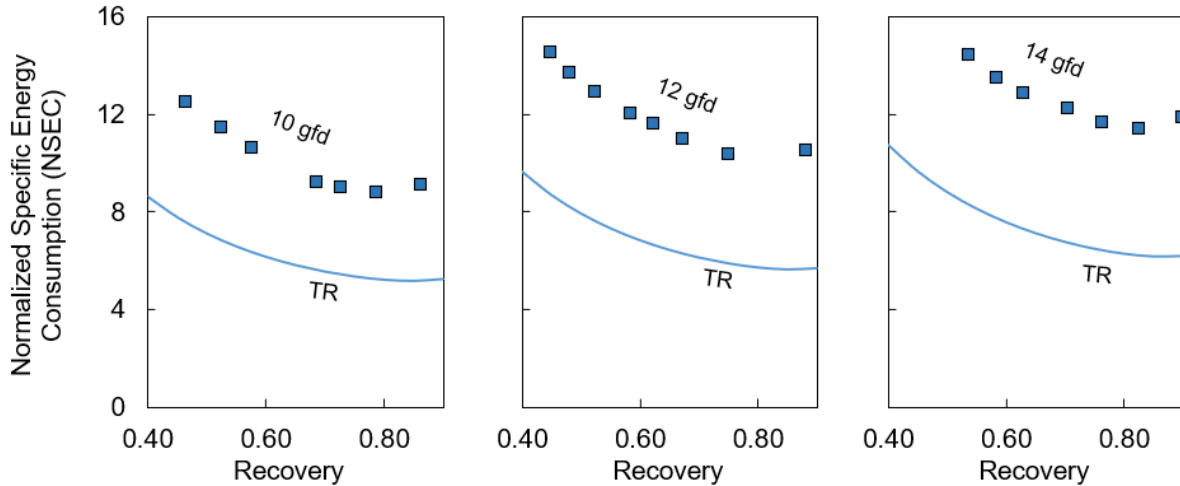 Normalized Specific Energy
Consumption (NSEC)
16
12
8
4
0
10 gfd
TR
0.40 0.60 0.80
Recovery
12 gfd
TR
0.40 0.60 0.80
Recovery
14 gfd
TR
0.40 0.60 0.80
Recovery